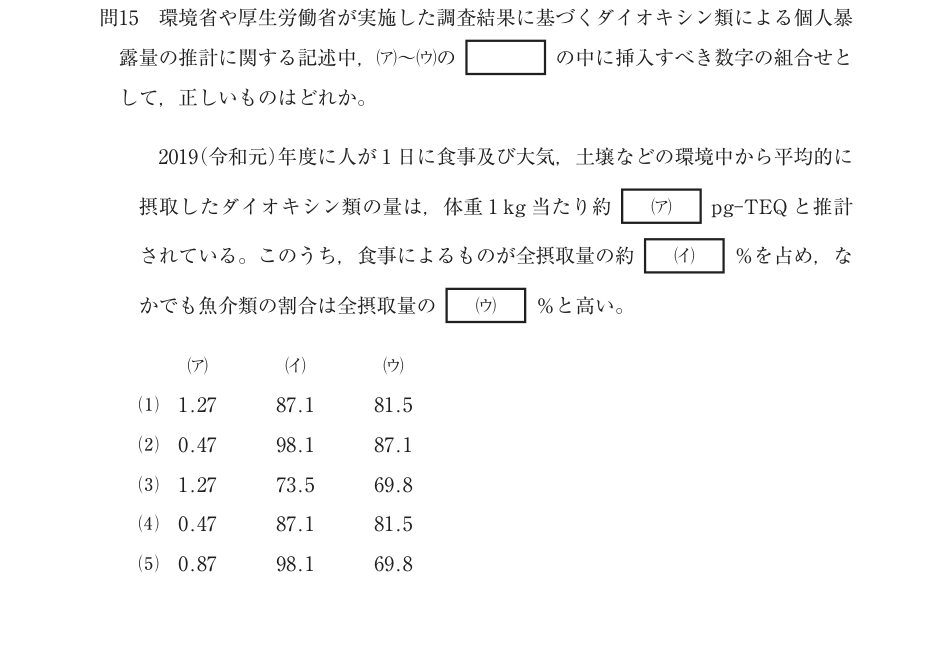 問15　環境省や厚生労働省が実施した調査結果に基づくダイオキシン類による個人暴
露量の推計に関する記述中，㋐～㋒の　　　の中に挿入すべき数字の組合せと
して，正しいものはどれか。
2019(令和元)年度に人が１日に食事及び大気，土壌などの環境中から平均的に
摂取したダイオキシン類の量は，体重１kg 当たり約 (ア) pg-TEQ と推計
されている。このうち，食事によるものが全摂取量の約 (イ) ％を占め，な
かでも魚介類の割合は全摂取量の (ウ) ％と高い。
(ア) (イ) (ウ)
(1) 1.27 87.1 81.5
(2) 0.47 98.1 87.1
(3) 1.27 73.5 69.8
(4) 0.47 87.1 81.5
(5) 0.87 98.1 69.8